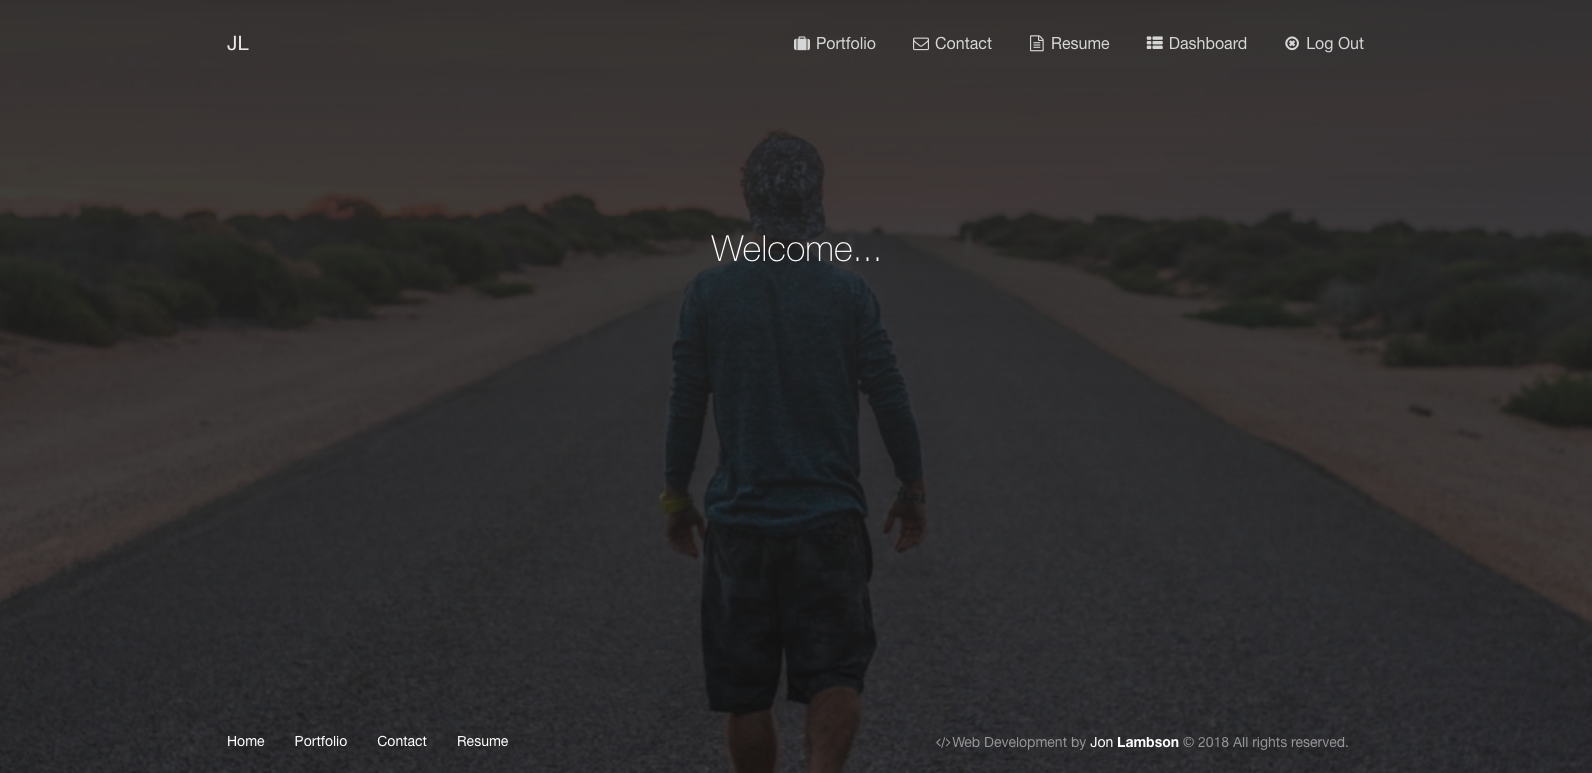 JL Portfolio Contact Resume Dashboard Log Out
Welcome...
Home Portfolio Contact Resume </>Web Development by Jon Lambson © 2018 All rights reserved.